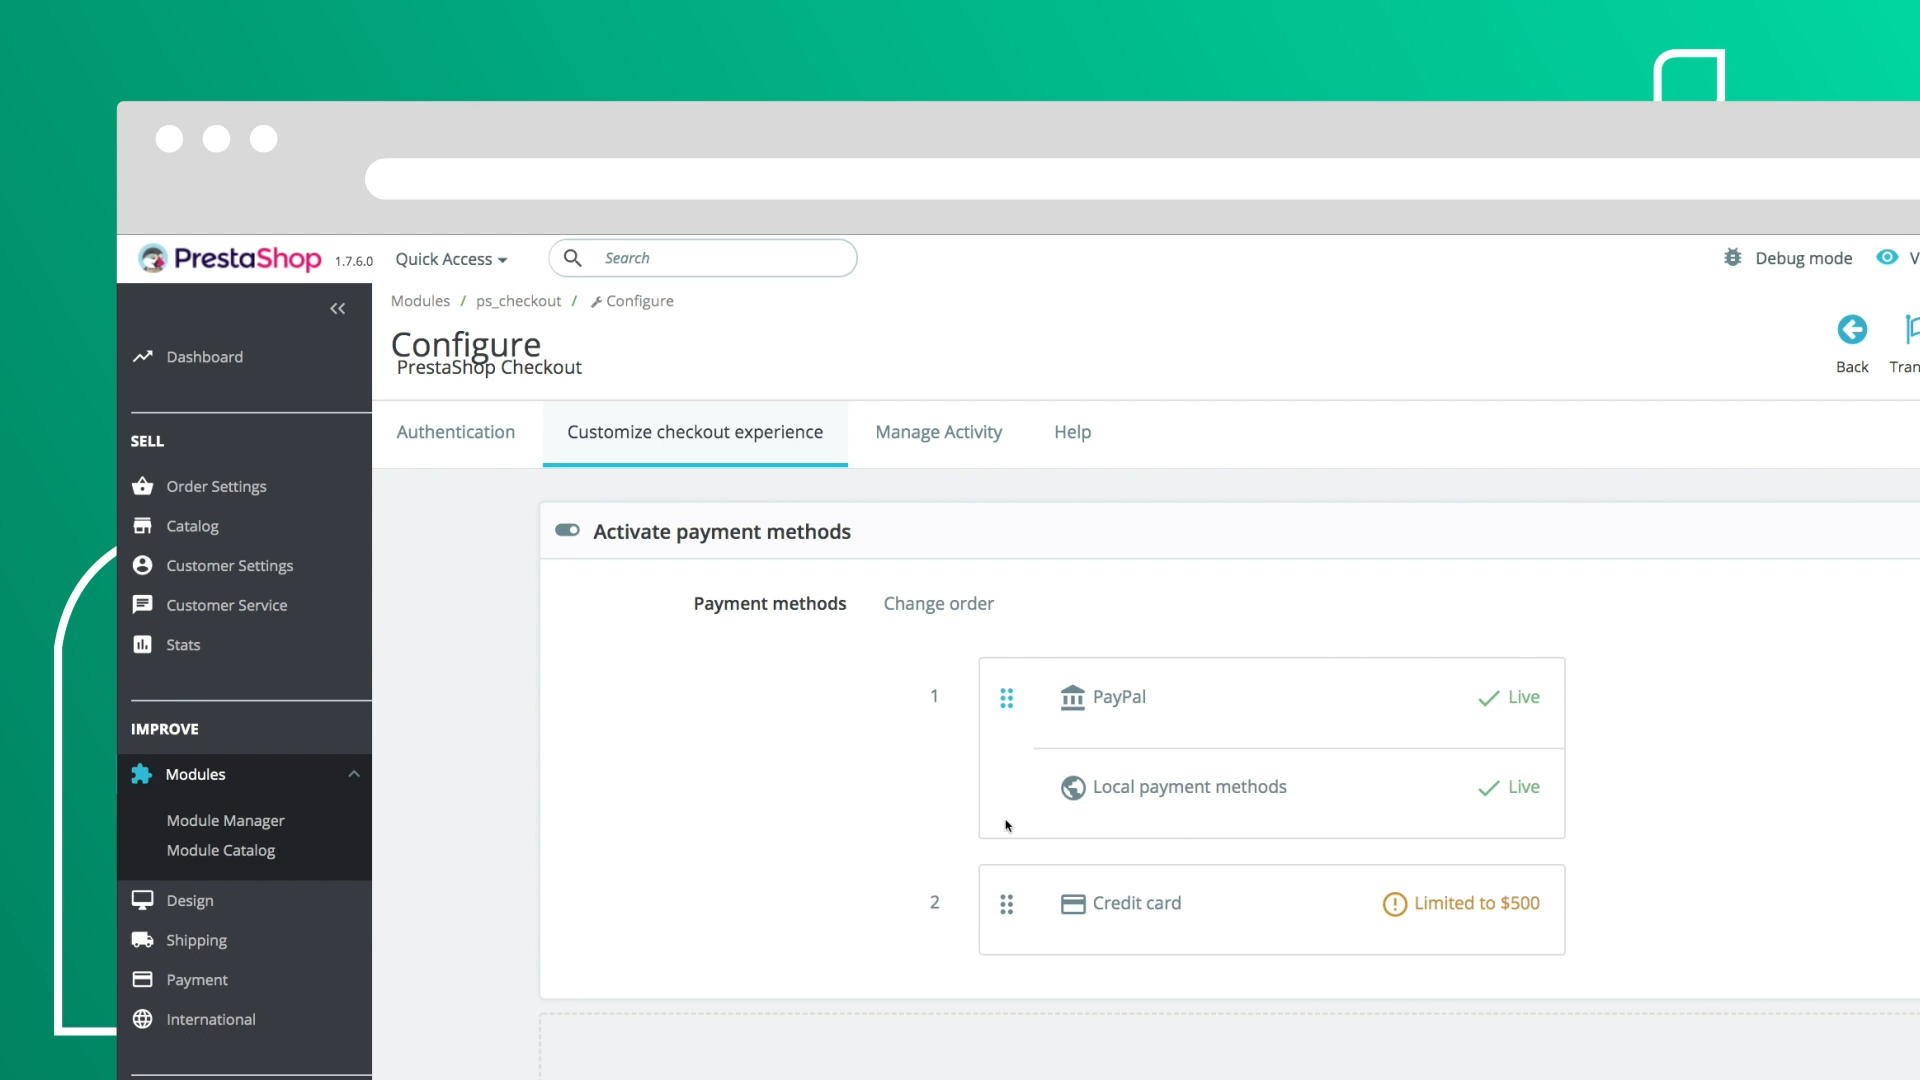 PrestaShop 1.7.6.0 Quick Access Search Debug mode
Modules / ps_checkout / Configure
Configure
PrestaShop Checkout
Back
Authentication Customize checkout experience Manage Activity Help
Dashboard
SELL
Order Settings
Catalog
Customer Settings
Customer Service
Stats
IMPROVE
Modules
Module Manager
Module Catalog
Design
Shipping
Payment
International
Activate payment methods
Payment methods Change order
1 PayPal Live
Local payment methods Live
2 Credit card Limited to $500